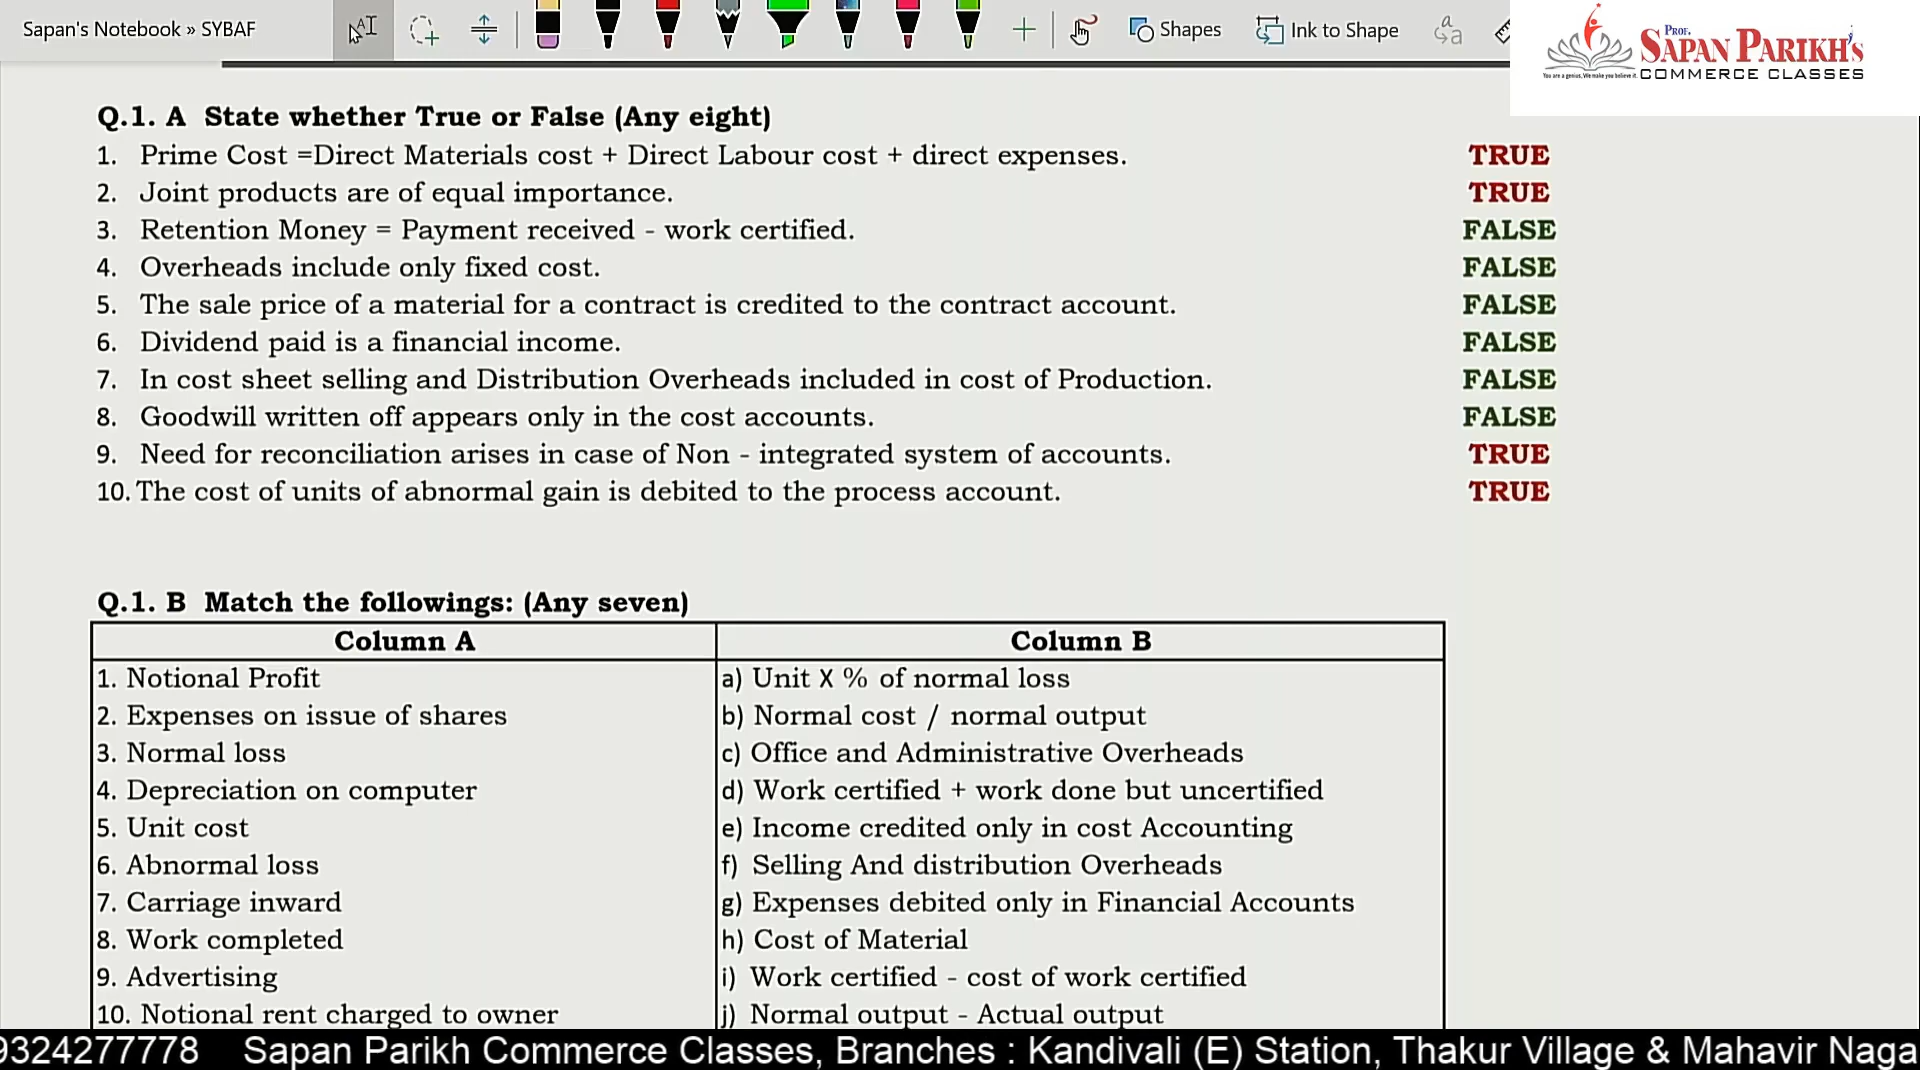 Sapan's Notebook » SYBAF
Shapes
Ink to Shape
PROF.
SAPAN PARIKH'S
You are a genius, We make you believe it.
COMMERCE CLASSES
Q.1. A State whether True or False (Any eight)
1. Prime Cost =Direct Materials cost + Direct Labour cost + direct expenses. TRUE
2. Joint products are of equal importance. TRUE
3. Retention Money = Payment received - work certified. FALSE
4. Overheads include only fixed cost. FALSE
5. The sale price of a material for a contract is credited to the contract account. FALSE
6. Dividend paid is a financial income. FALSE
7. In cost sheet selling and Distribution Overheads included in cost of Production. FALSE
8. Goodwill written off appears only in the cost accounts. FALSE
9. Need for reconciliation arises in case of Non - integrated system of accounts. TRUE
10. The cost of units of abnormal gain is debited to the process account. TRUE
Q.1. B Match the followings: (Any seven)
Column A Column B
1. Notional Profit a) Unit X % of normal loss
2. Expenses on issue of shares b) Normal cost / normal output
3. Normal loss c) Office and Administrative Overheads
4. Depreciation on computer d) Work certified + work done but uncertified
5. Unit cost e) Income credited only in cost Accounting
6. Abnormal loss f) Selling And distribution Overheads
7. Carriage inward g) Expenses debited only in Financial Accounts
8. Work completed h) Cost of Material
9. Advertising i) Work certified - cost of work certified
10. Notional rent charged to owner j) Normal output - Actual output
9324277778 Sapan Parikh Commerce Classes, Branches : Kandivali (E) Station, Thakur Village & Mahavir Naga